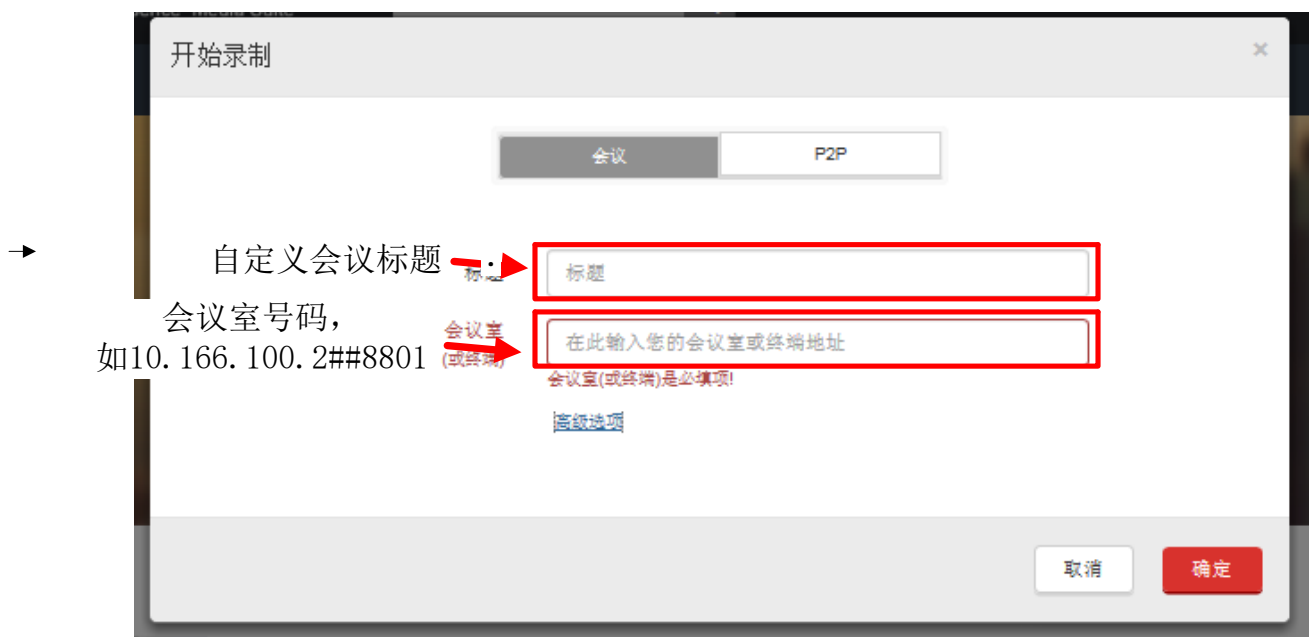 开始录制
×
会议
P2P
自定义会议标题
标题
会议室号码,
如10.166.100.2##8801
会议室
(或终端)
在此输入您的会议室或终端地址
会议室(或终端)是必填项!
高级选项
取消
确定